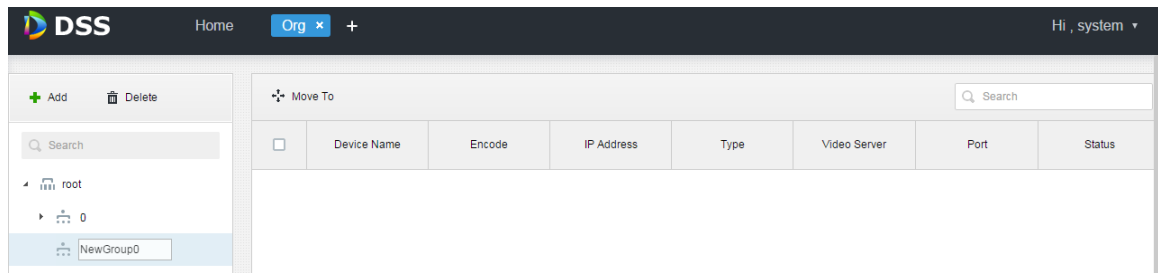 DSS Home Org × + Hi , system
Add Delete
Search
root
0
NewGroup0
Move To Search
Device Name Encode IP Address Type Video Server Port Status